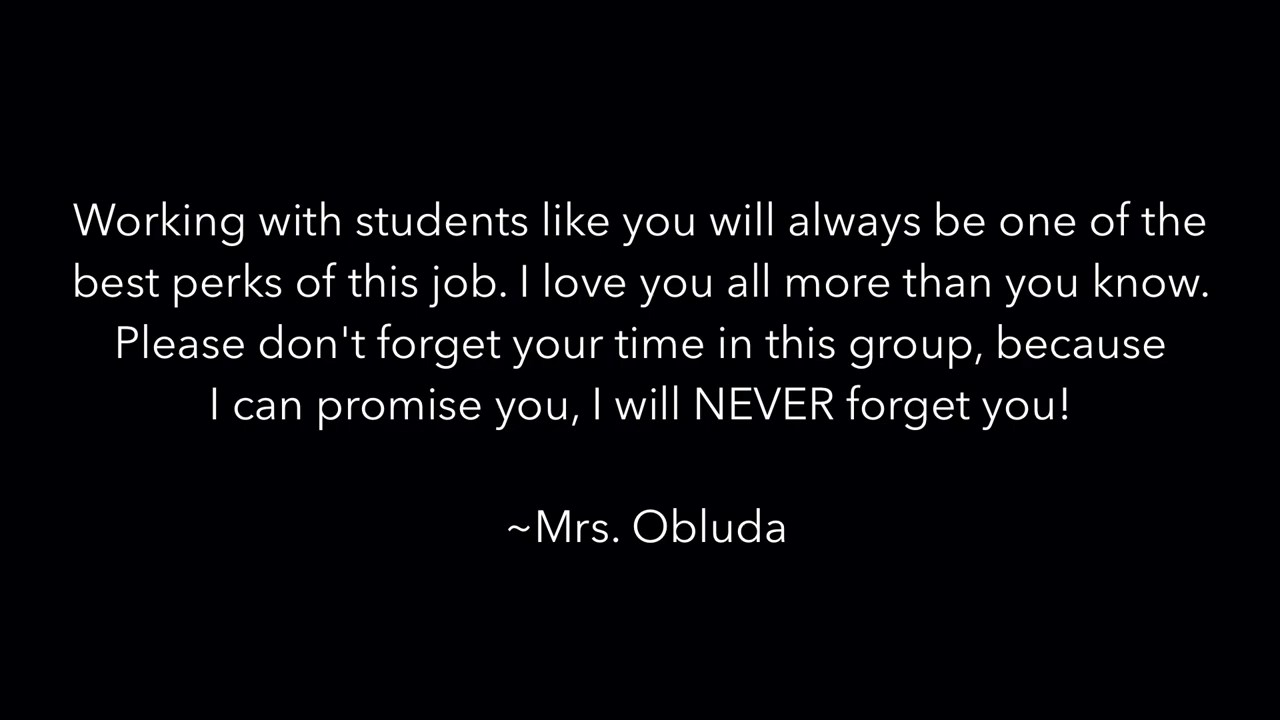 Working with students like you will always be one of the
best perks of this job. I love you all more than you know.
Please don't forget your time in this group, because
I can promise you, I will NEVER forget you!
~Mrs. Obluda